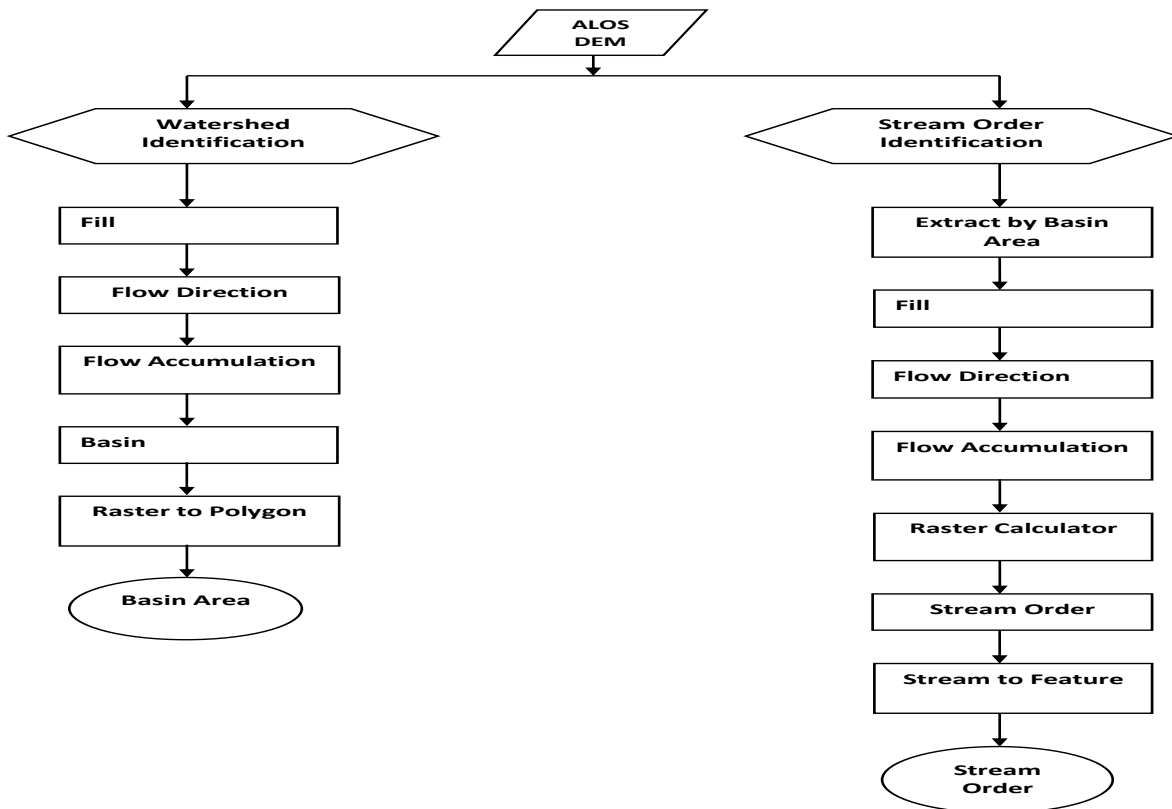 ALOS
DEM
Watershed
Identification
Fill
Flow Direction
Flow Accumulation
Basin
Raster to Polygon
Basin Area
Stream Order
Identification
Extract by Basin
Area
Fill
Flow Direction
Flow Accumulation
Raster Calculator
Stream Order
Stream to Feature
Stream
Order